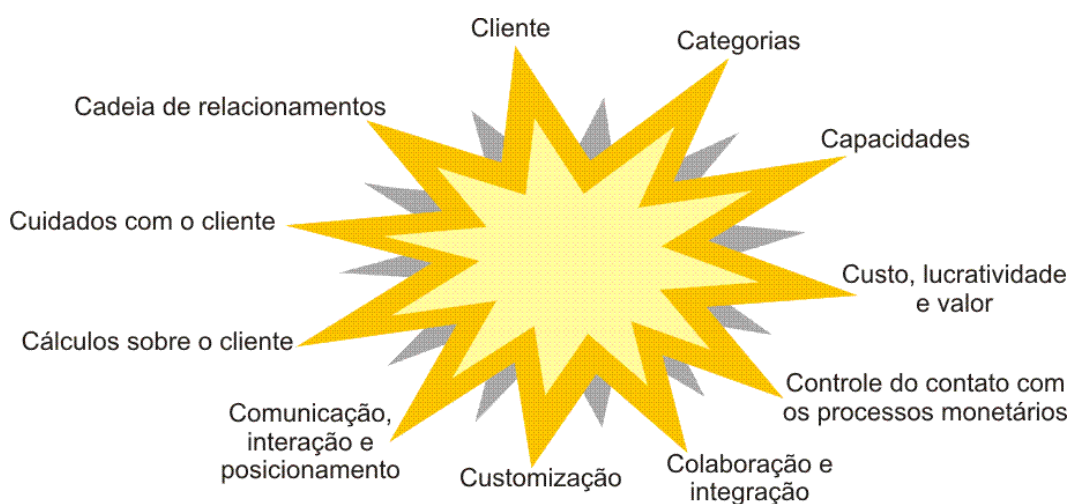 Cliente
Categorias
Capacidades
Custo, lucratividade
e valor
Controle do contato com
os processos monetários
Colaboração e
integração
Customização
Comunicação,
interação e
posicionamento
Cálculos sobre o cliente
Cuidados com o cliente
Cadeia de relacionamentos